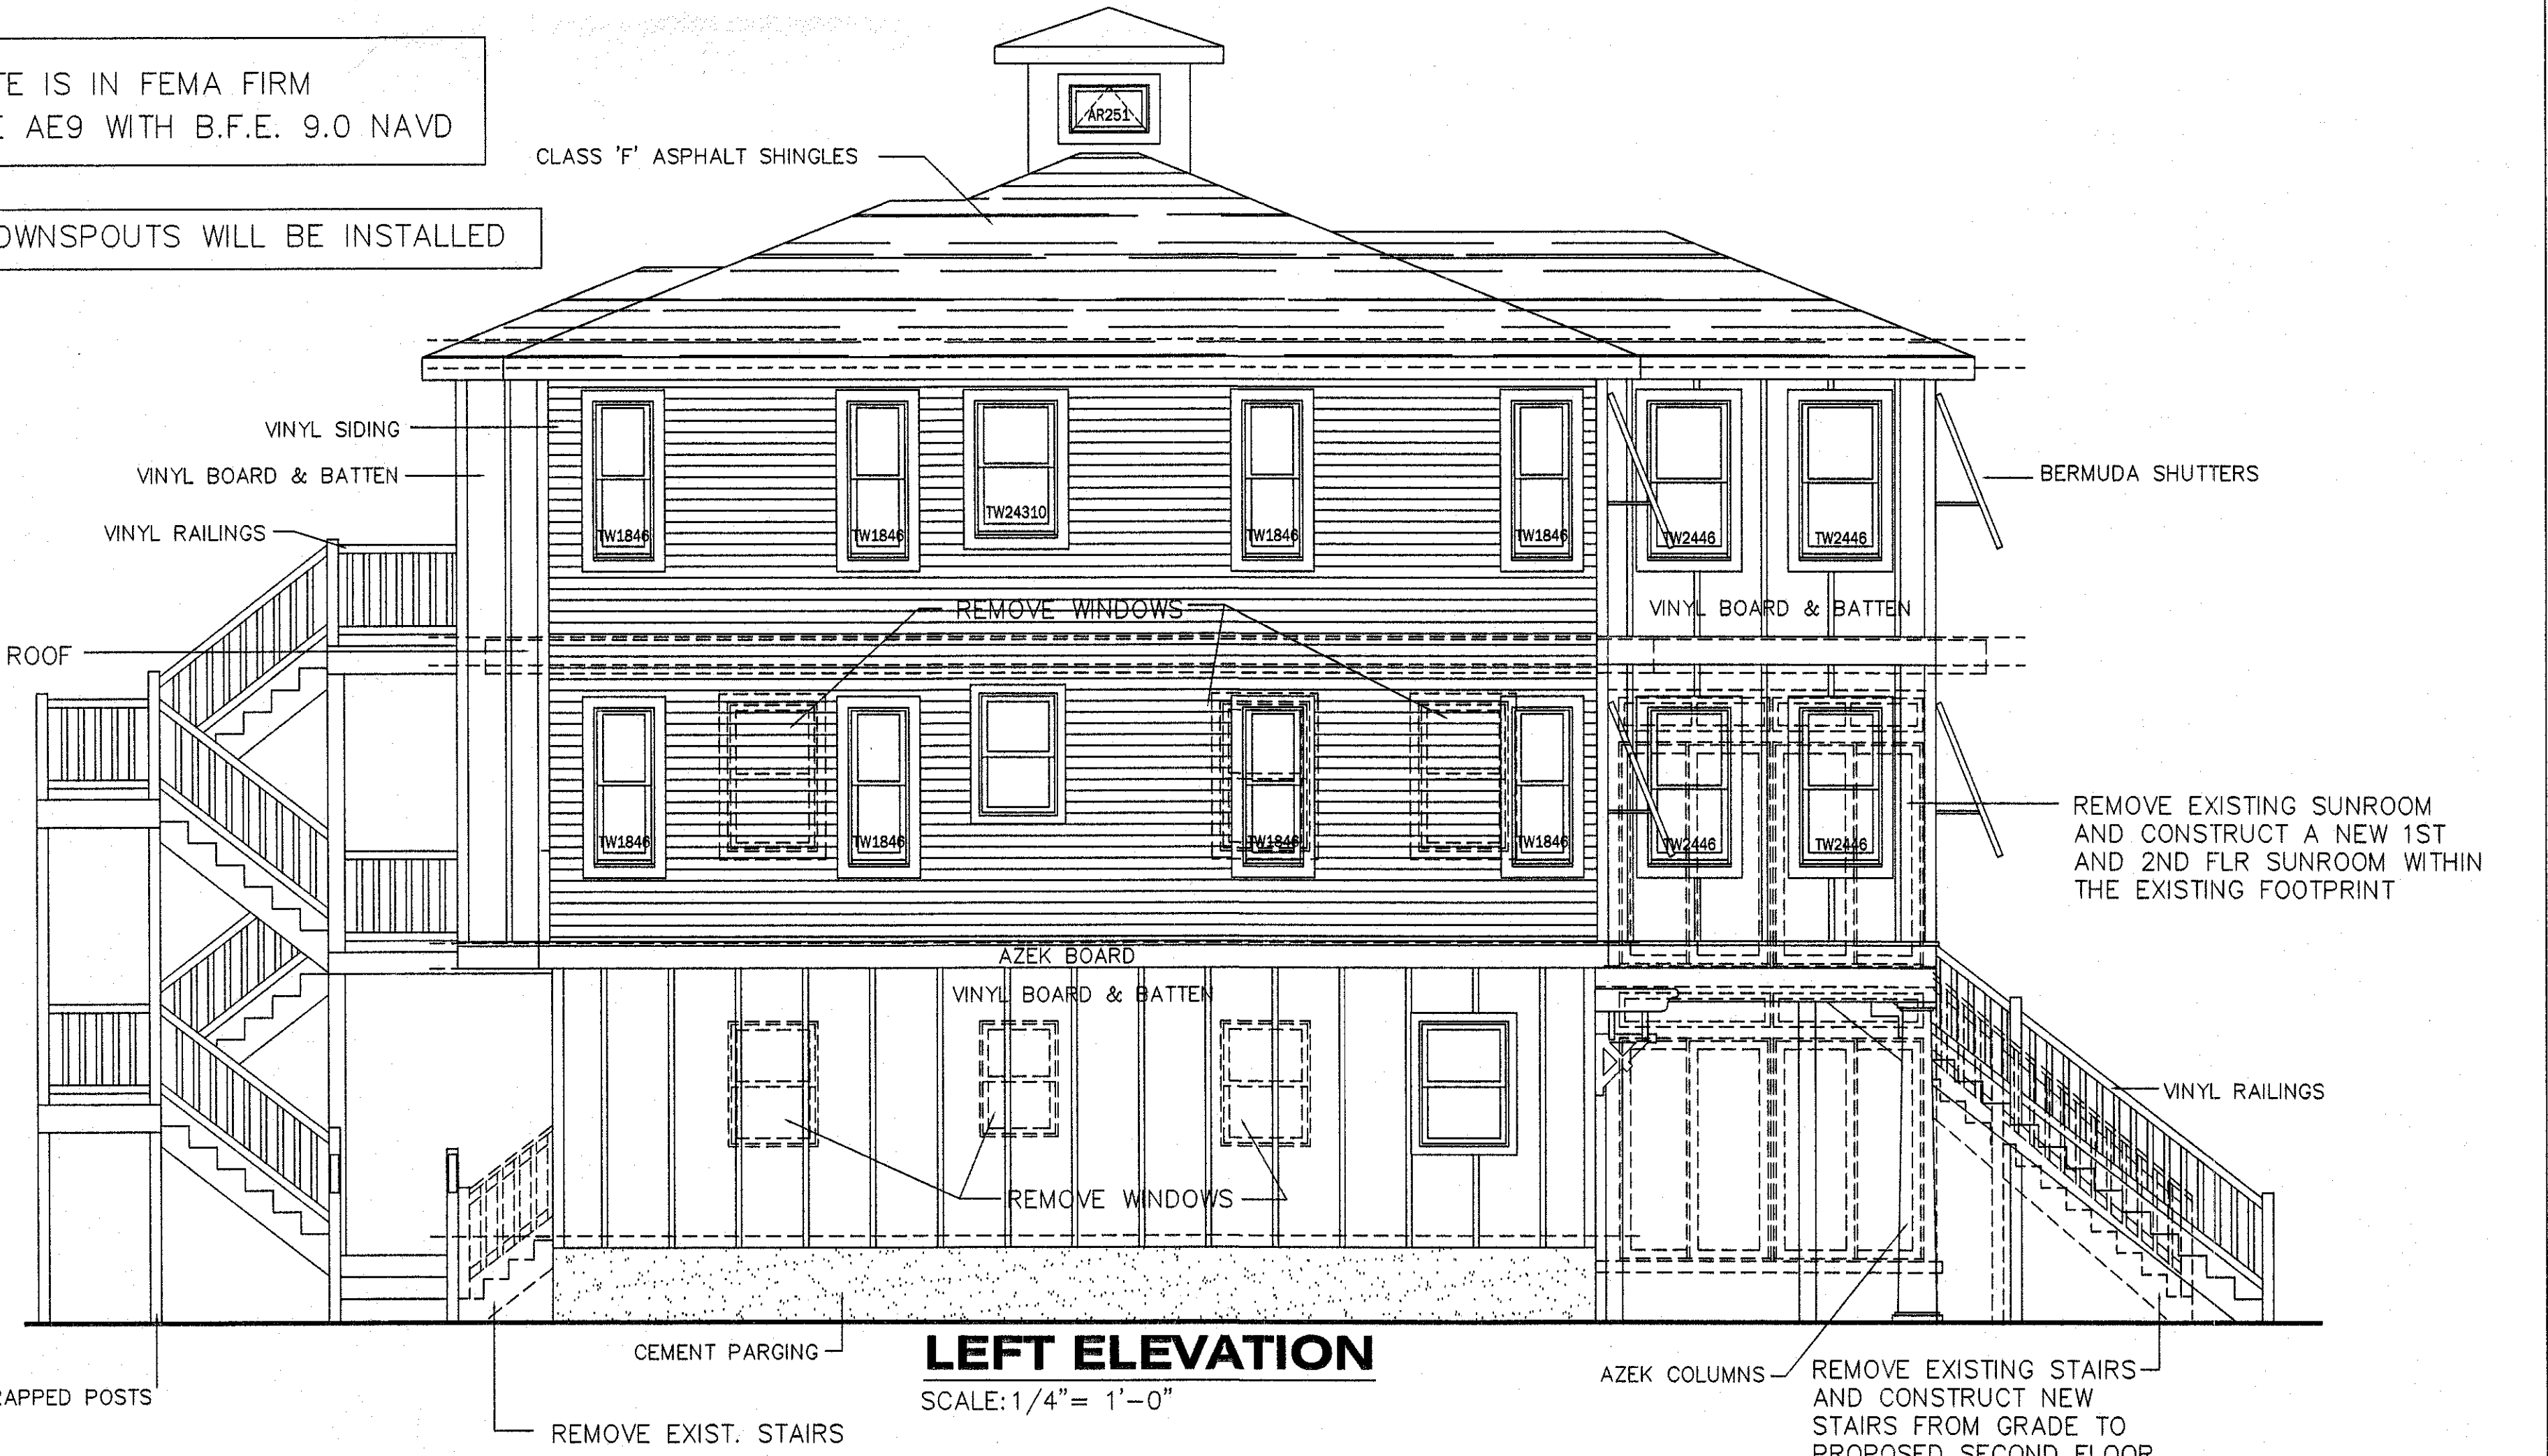 TE IS IN FEMA FIRM
E AE9 WITH B.F.E. 9.0 NAVD
OWNSPOUTS WILL BE INSTALLED
AR251
CLASS 'F' ASPHALT SHINGLES
VINYL SIDING
VINYL BOARD & BATTEN
VINYL RAILINGS
ROOF
TW1846
TW1846
TW24310
TW1846
TW1846
TW2446
TW2446
BERMUDA SHUTTERS
REMOVE WINDOWS
VINYL BOARD & BATTEN
TW1846
TW1846
TW1846
TW1846
TW2446
TW2446
REMOVE EXISTING SUNROOM
AND CONSTRUCT A NEW 1ST
AND 2ND FLR SUNROOM WITHIN
THE EXISTING FOOTPRINT
AZEK BOARD
VINYL BOARD & BATTEN
REMOVE WINDOWS
VINYL RAILINGS
CEMENT PARGING
LEFT ELEVATION
SCALE: 1/4"= 1'-0"
RAPPED POSTS
REMOVE EXIST. STAIRS
AZEK COLUMNS
REMOVE EXISTING STAIRS
AND CONSTRUCT NEW
STAIRS FROM GRADE TO
PROPOSED SECOND FLOOR